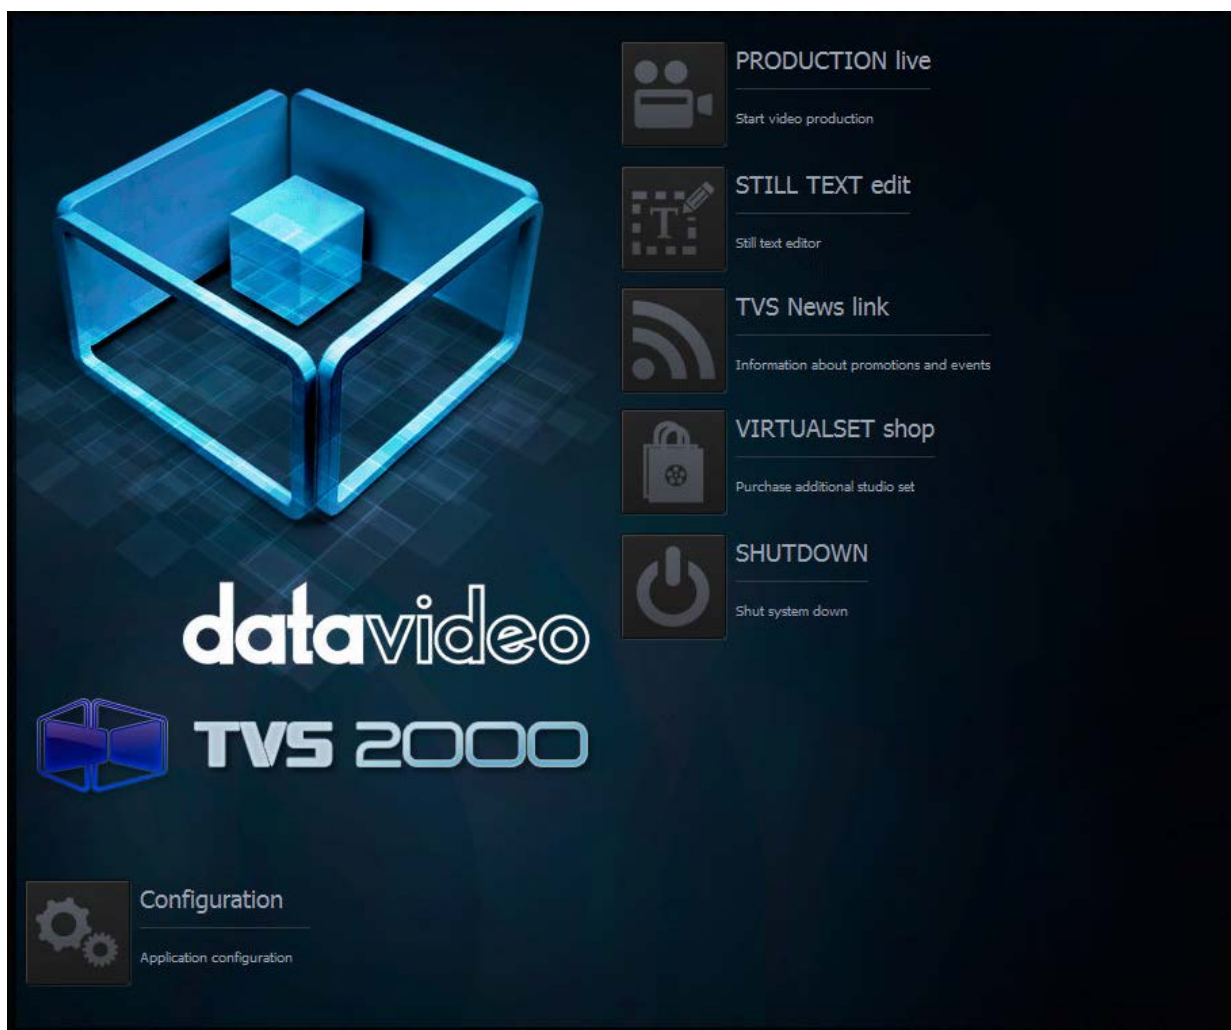 PRODUCTION live
Start video production
STILL TEXT edit
T
Still text editor
TVS News link
Information about promotions and events
VIRTUALSET shop
Purchase additional studio set
SHUTDOWN
Shut system down
datavideo
TVS 2000
Configuration
Application configuration